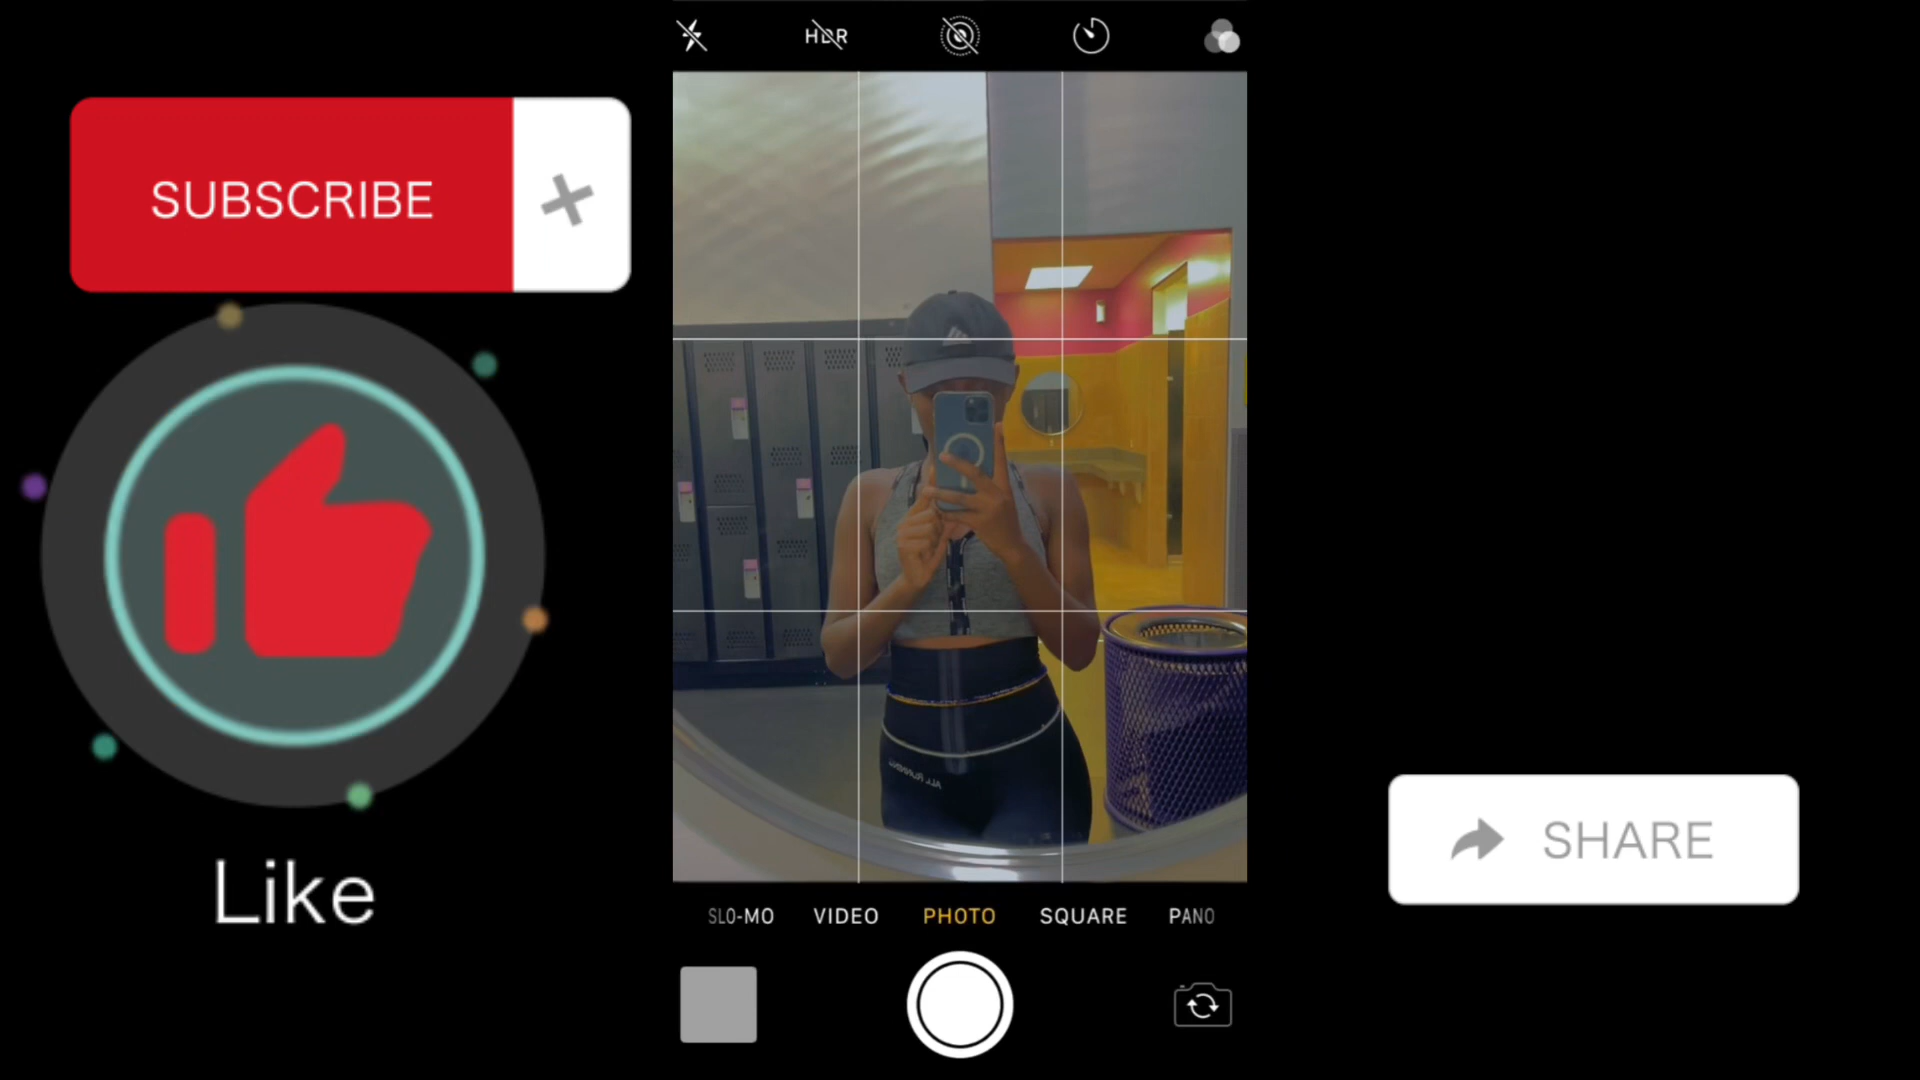 HDR
SUBSCRIBE
Like
SLO-MO VIDEO PHOTO SQUARE PANO
SHARE